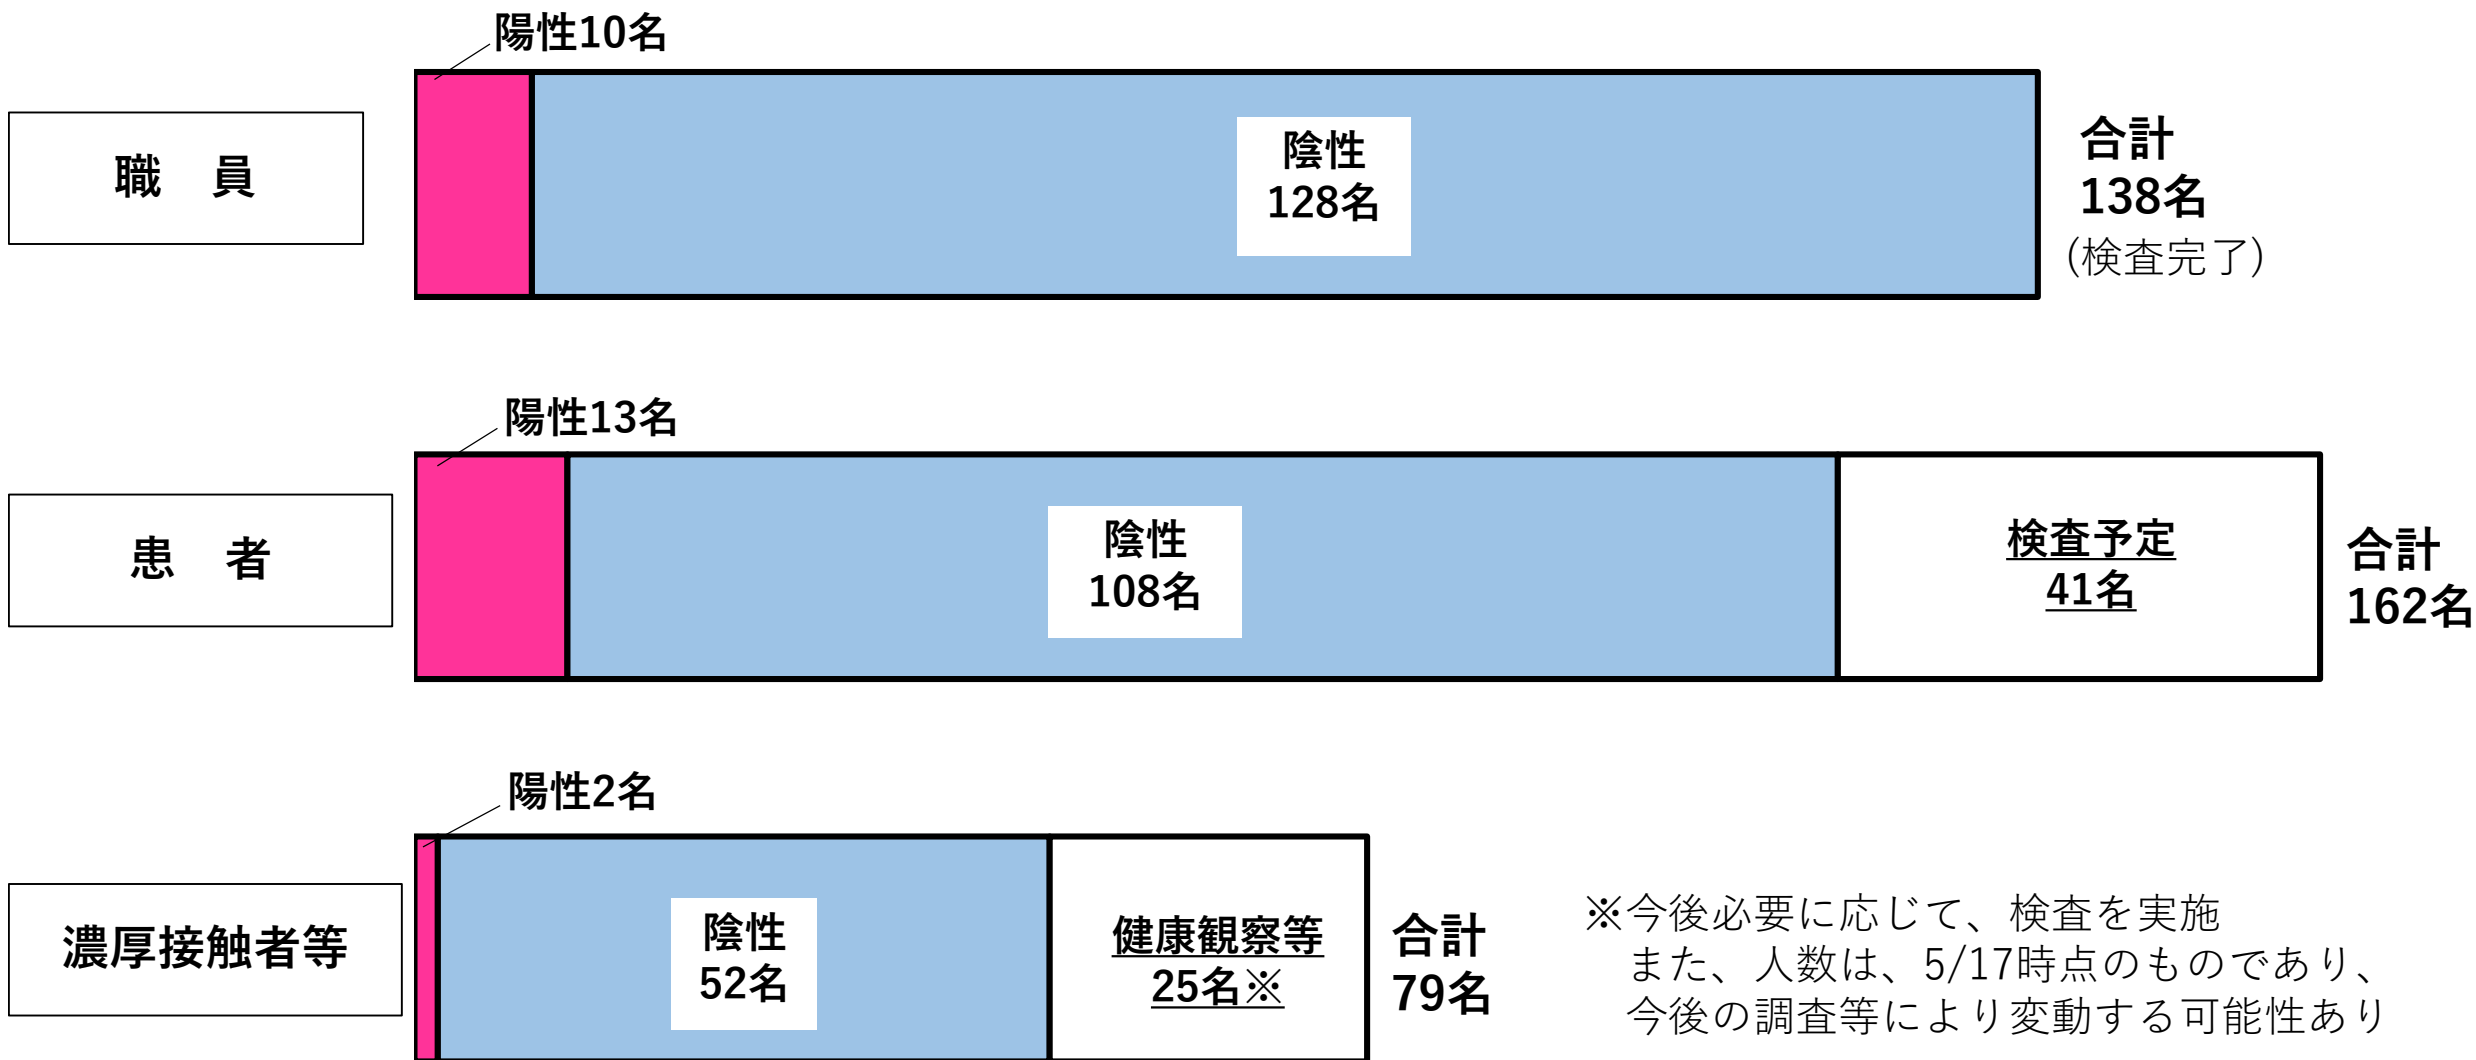 陽性10名
職　員
陰性
128名
合計
138名
(検査完了)
陽性13名
患　者
陰性
108名
検査予定
41名
合計
162名
陽性2名
濃厚接触者等
陰性
52名
健康観察等
25名※
合計
79名
※今後必要に応じて、検査を実施
また、人数は、5/17時点のものであり、
今後の調査等により変動する可能性あり